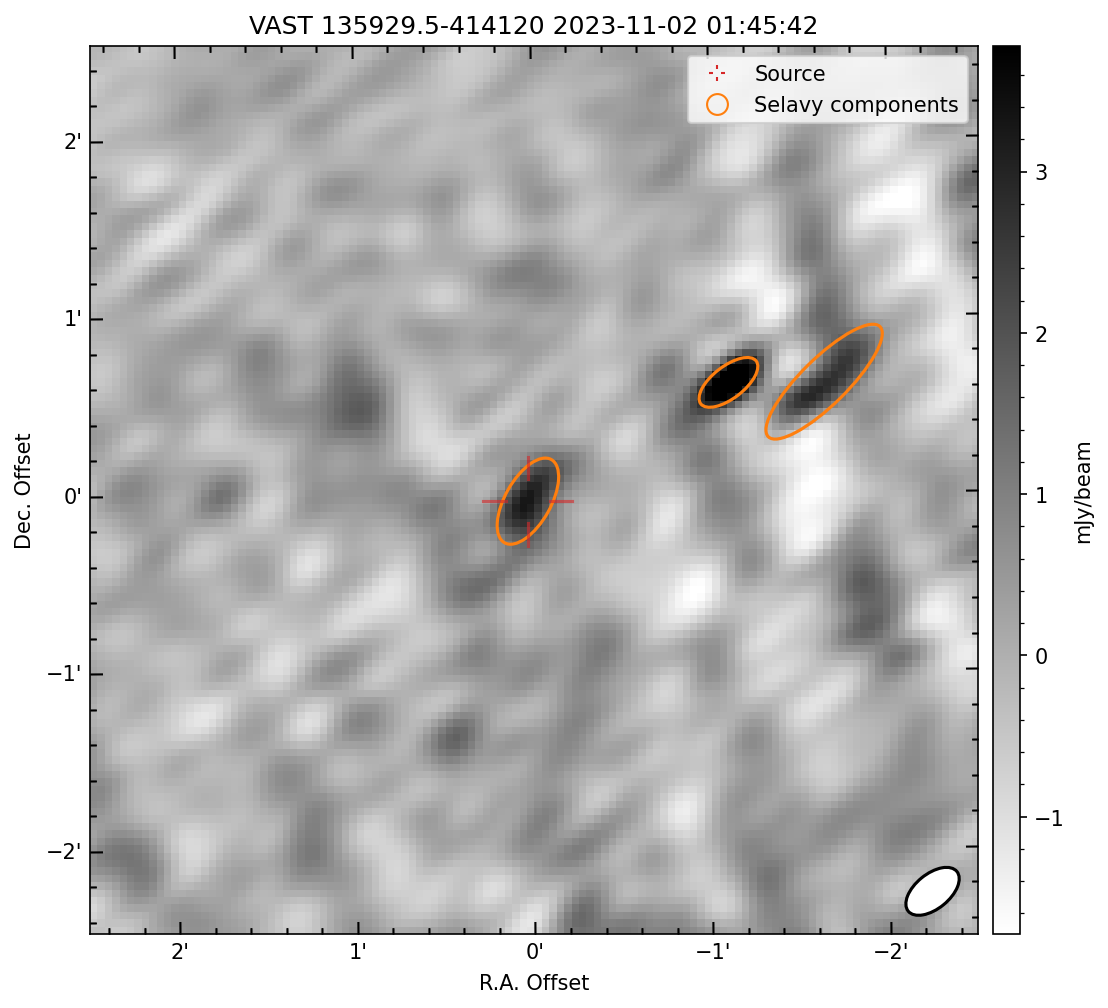 VAST 135929.5-414120 2023-11-02 01:45:42
Source
Selavy components
2'
1'
0'
−1'
−2'
Dec. Offset
2'
1'
0'
−1'
−2'
R.A. Offset
3
2
1
0
−1
mJy/beam